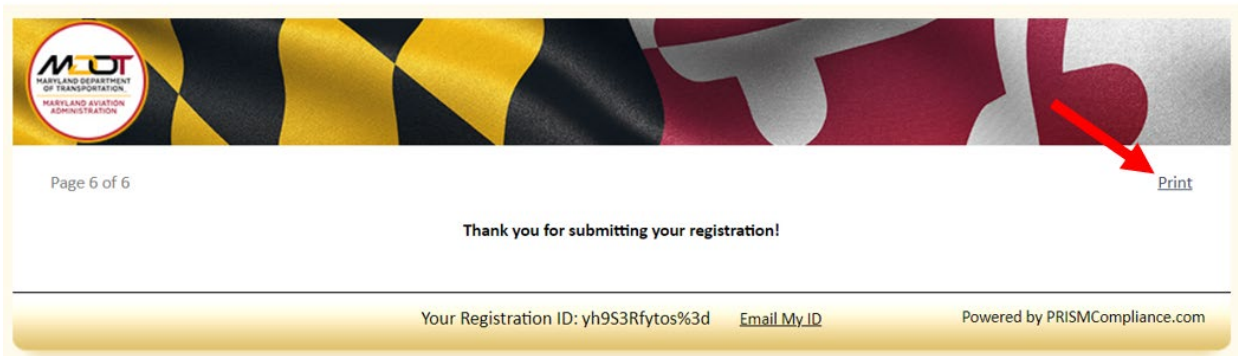 MDOT
MARYLAND DEPARTMENT
OF TRANSPORTATION
MARYLAND AVIATION
ADMINISTRATION
Page 6 of 6
Print
Thank you for submitting your registration!
Your Registration ID: yh9S3Rfytos%3d Email My ID Powered by PRISMCompliance.com